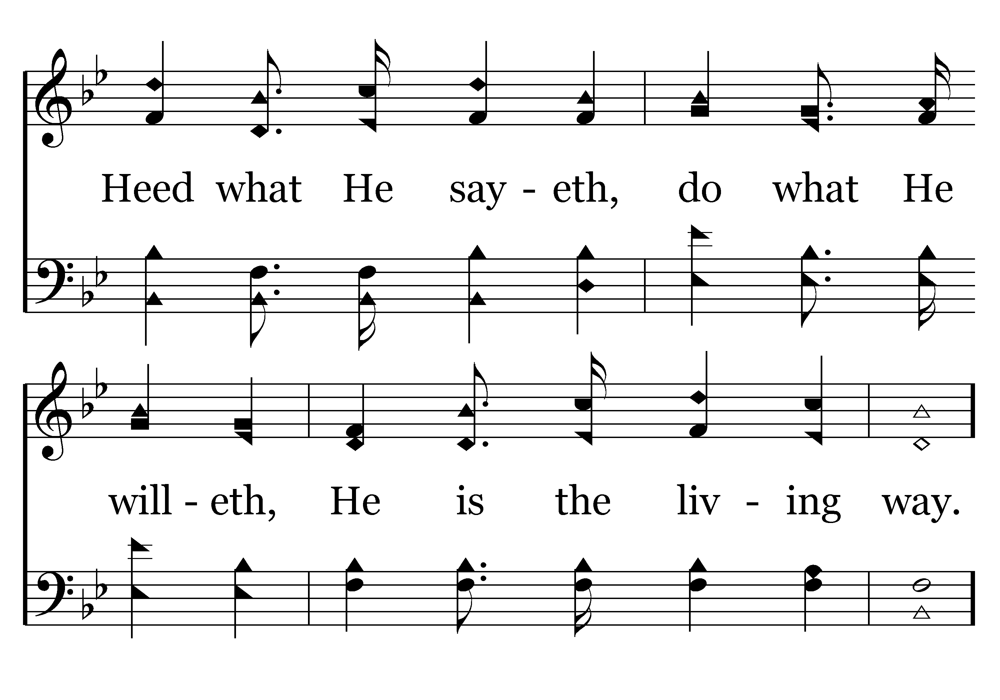 Heed what He say - eth, do what He
will - eth, He is the liv - ing way.